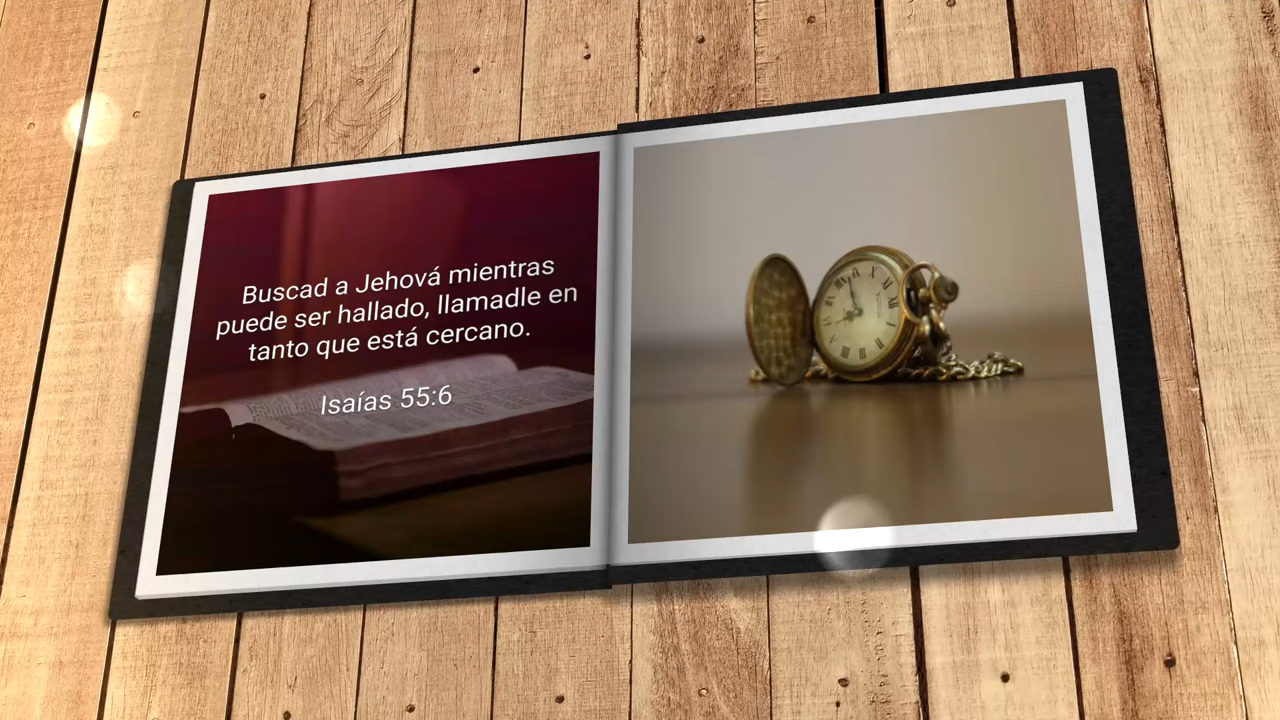 Buscad a Jehová mientras
puede ser hallado, llamadle en
tanto que está cercano.
Isaías 55:6